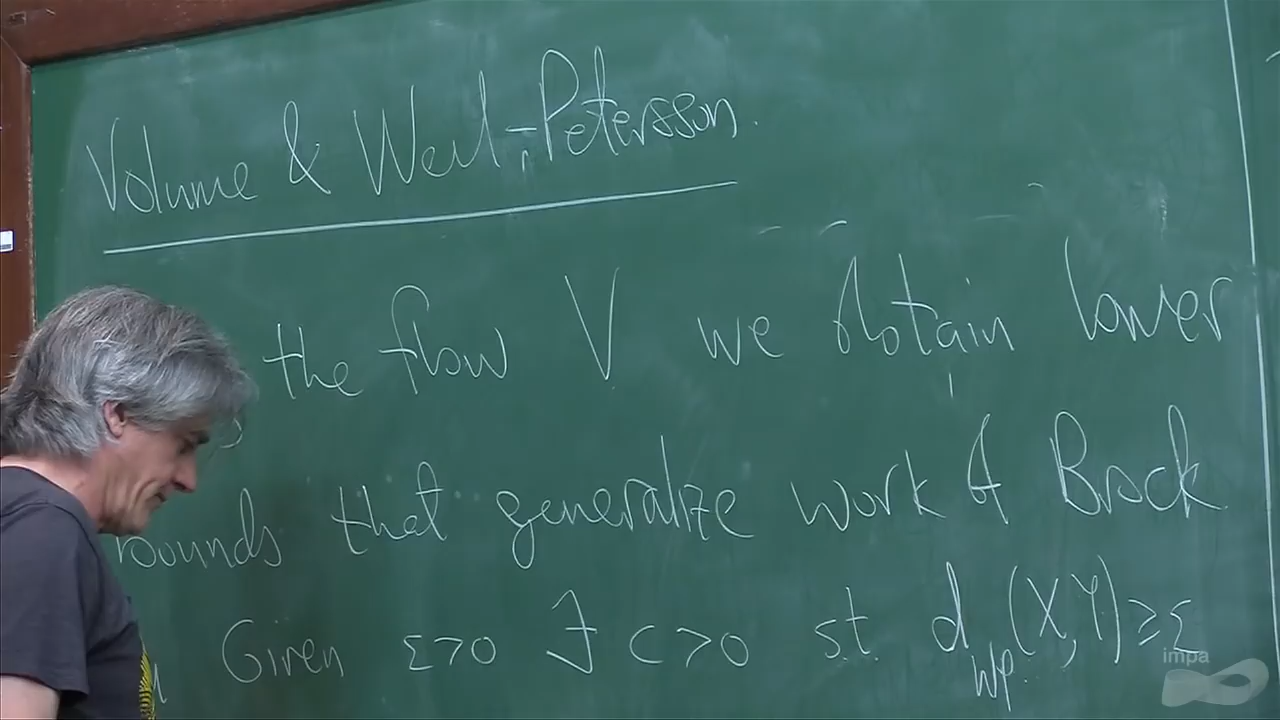 Volume & Weil-Petersson.
the flow V we obtain lower
bounds that generalize work of Brock
Given ε>0 ∃ C>0 s.t. d_wp(X,Y)≥ε
impa